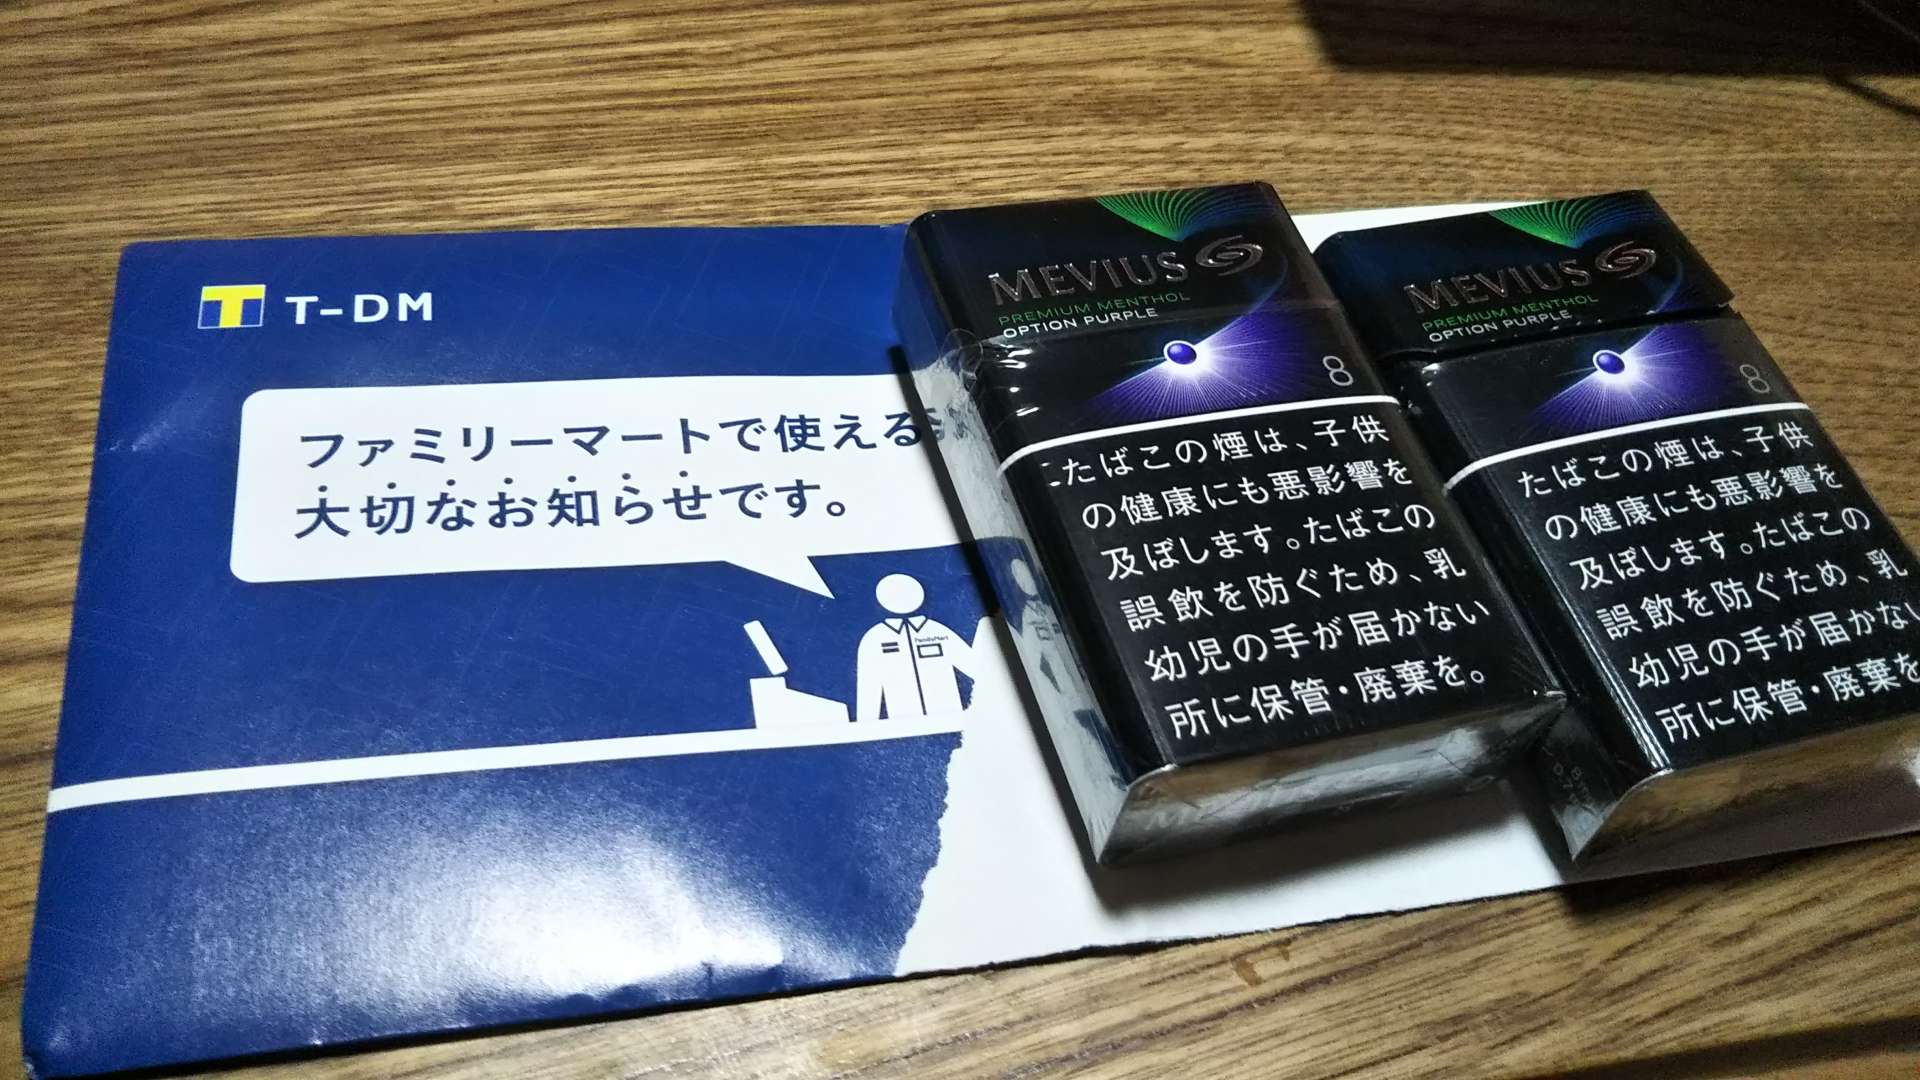 T-DM
ファミリーマートで使える
大切なお知らせです。
FamilyMart
MEVIUS
PREMIUM MENTHOL
OPTION PURPLE
8
たばこの煙は、子供
の健康にも悪影響を
及ぼします。たばこの
誤飲を防ぐため、乳
幼児の手が届かない
所に保管・廃棄を。
MEVIUS
PREMIUM MENTHOL
OPTION PURPLE
8
たばこの煙は、子供
の健康にも悪影響を
及ぼします。たばこの
誤飲を防ぐため、乳
幼児の手が届かない
所に保管・廃棄を